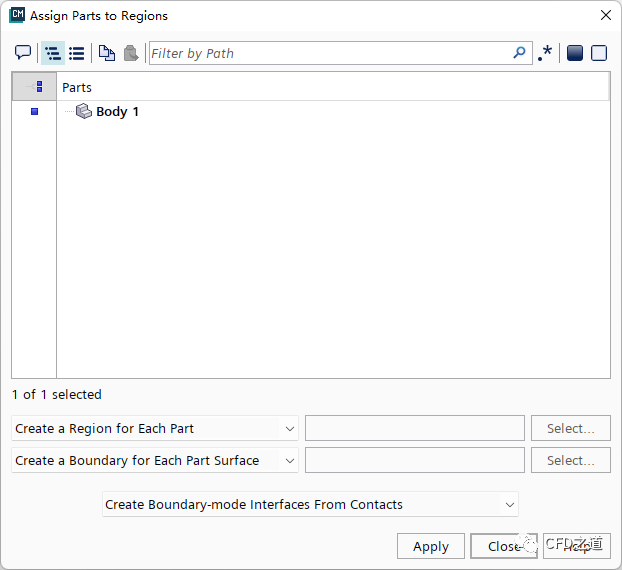 CM Assign Parts to Regions
Filter by Path
.*
Parts
Body 1
1 of 1 selected
Create a Region for Each Part
Select...
Create a Boundary for Each Part Surface
Select...
Create Boundary-mode Interfaces From Contacts
Apply Close CFD之道